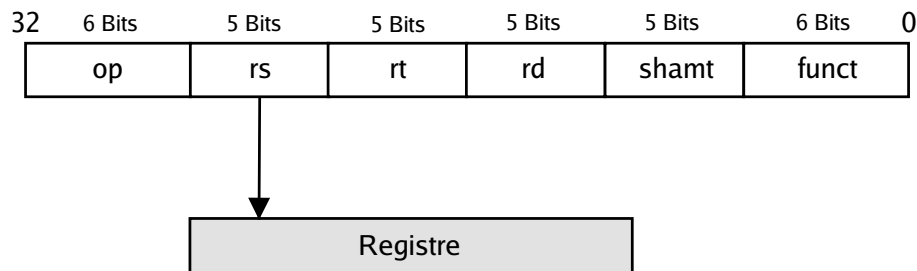 32 6 Bits 5 Bits 5 Bits 5 Bits 5 Bits 6 Bits 0
op rs rt rd shamt funct
Registre